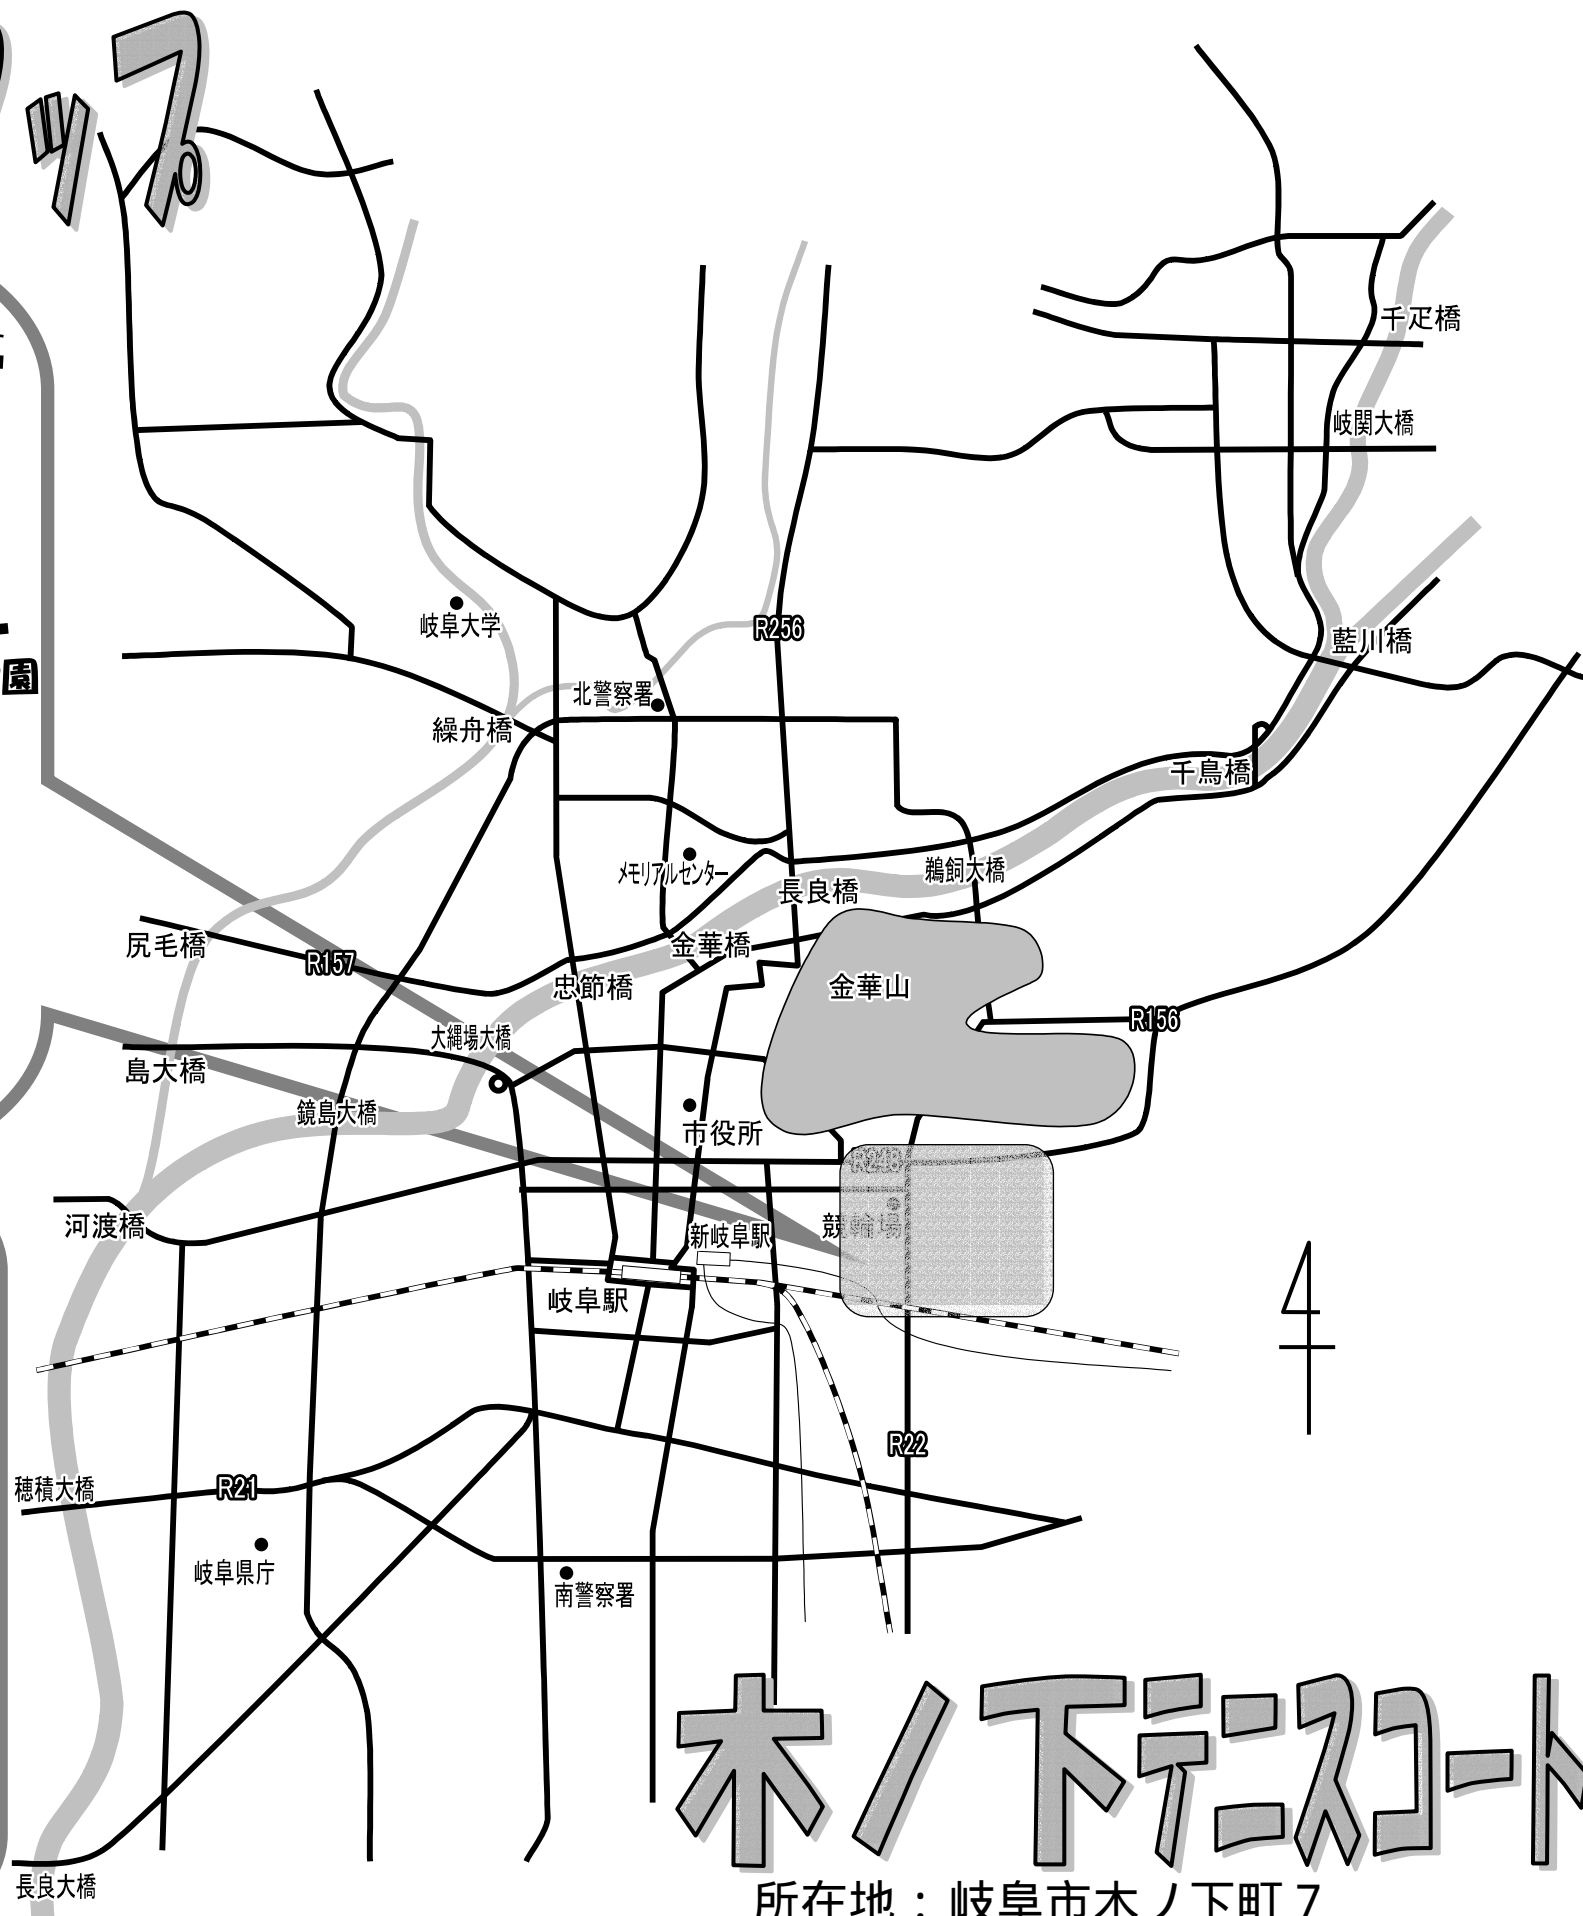 ップ
千疋橋
岐関大橋
岐阜大学
R256
藍川橋
園
北警察署
繰舟橋
千鳥橋
メモリアルセンター
鵜飼大橋
長良橋
尻毛橋
金華橋
R157
忠節橋
金華山
大縄場大橋
R156
島大橋
鏡島大橋
市役所
R248
河渡橋
新岐阜駅
競輪場
岐阜駅
R22
穂積大橋
R21
岐阜県庁
南警察署
木ノ下テニスコート
長良大橋
所在地：岐阜市木ノ下町７